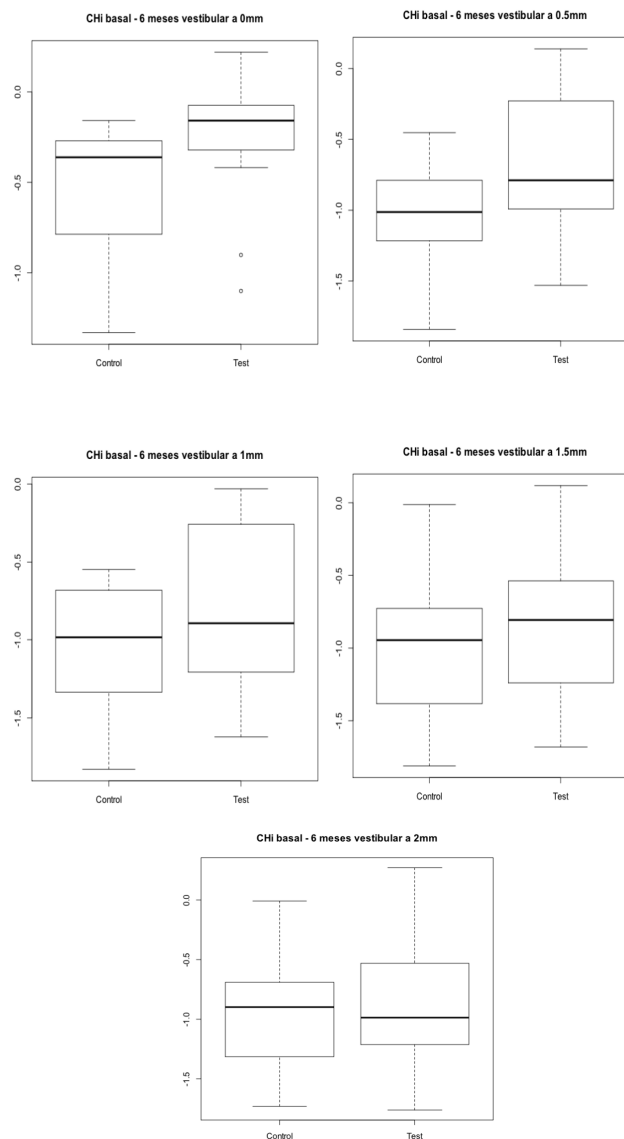 CHi basal - 6 meses vestibular a 0mm
0.0
-0.5
-1.0
Control Test
CHi basal - 6 meses vestibular a 0.5mm
0.0
-0.5
-1.0
-1.5
Control Test
CHi basal - 6 meses vestibular a 1mm
0.0
-0.5
-1.0
-1.5
Control Test
CHi basal - 6 meses vestibular a 1.5mm
0.0
-0.5
-1.0
-1.5
Control Test
CHi basal - 6 meses vestibular a 2mm
0.0
-0.5
-1.0
-1.5
Control Test